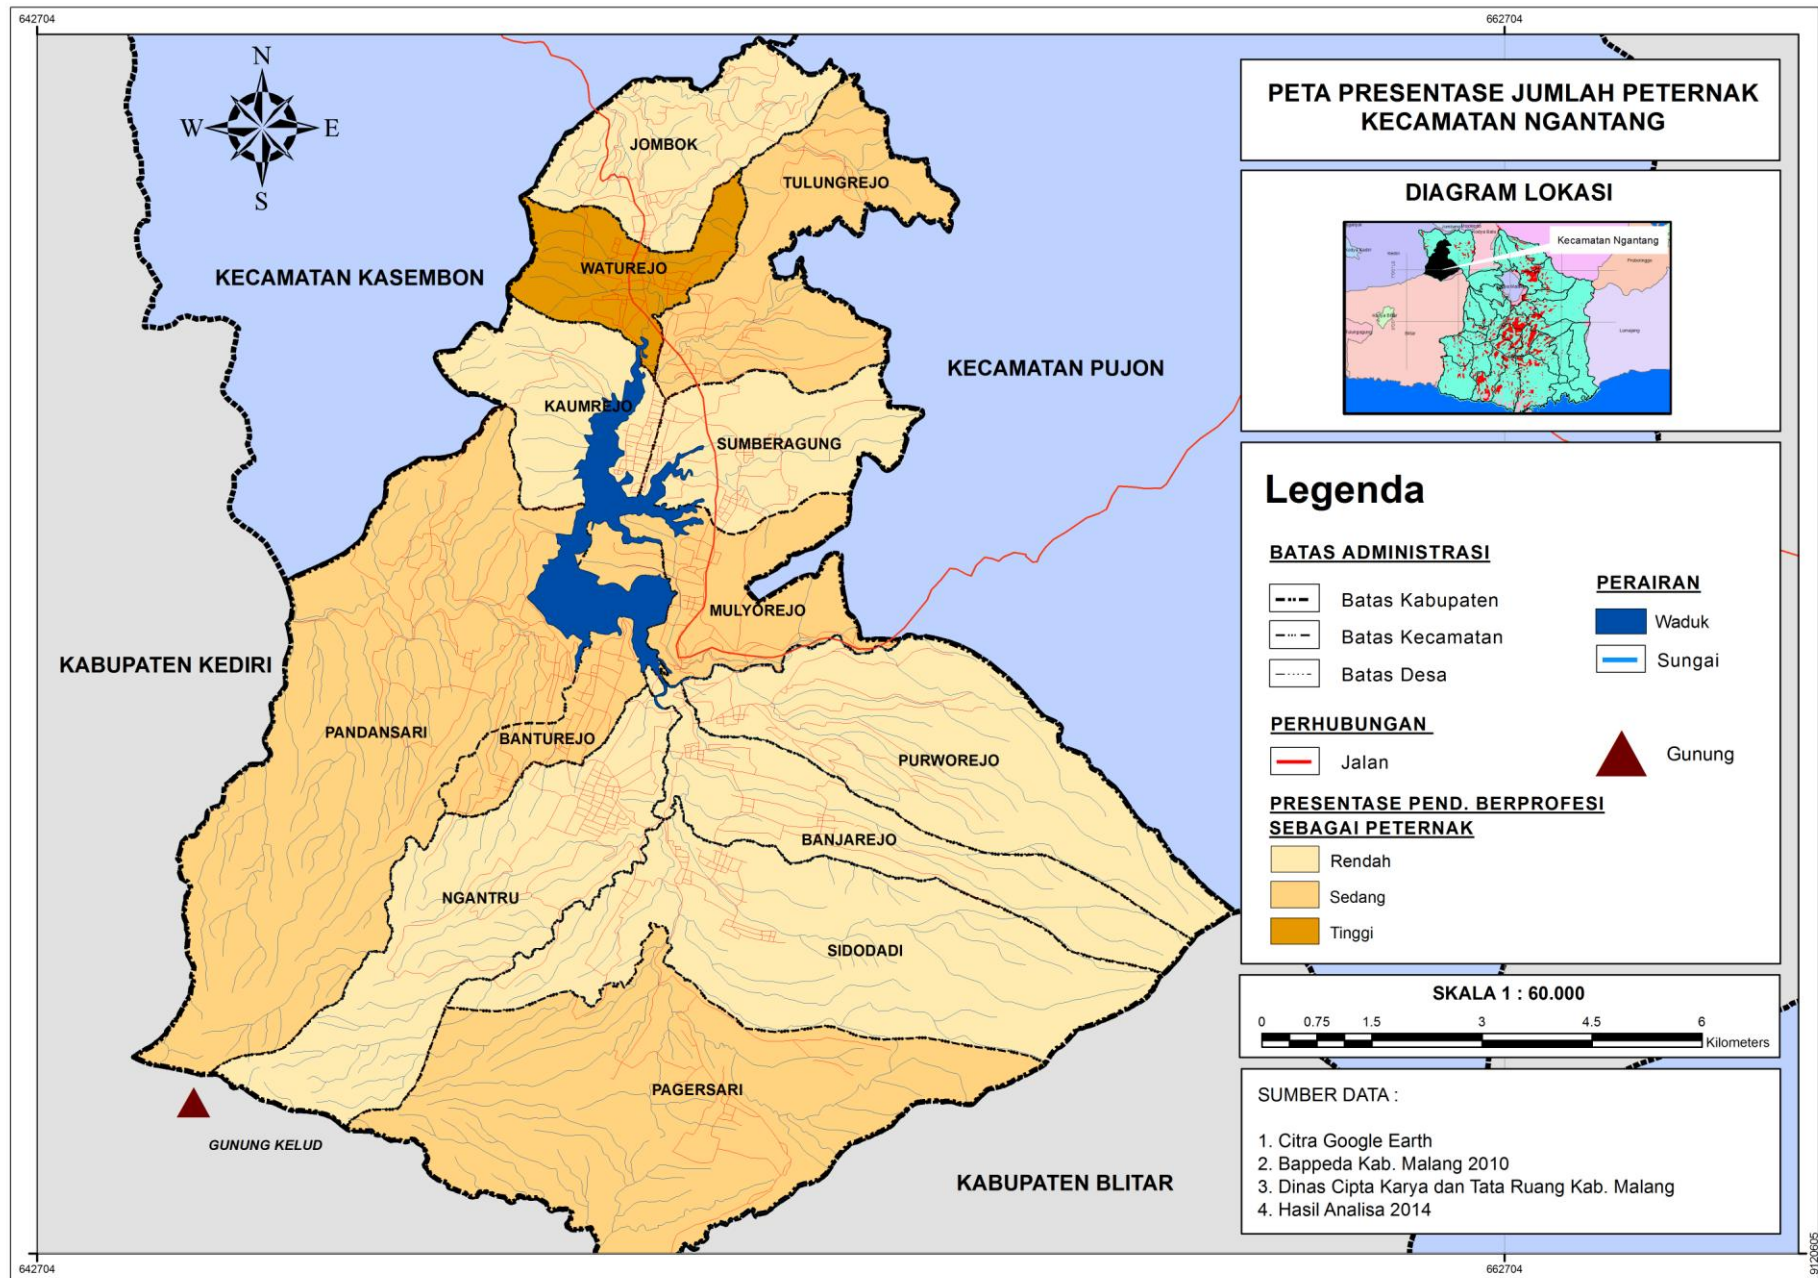 642704
662704
N
W
E
S
JOMBOK
TULUNGREJO
WATUREJO
KECAMATAN KASEMBON
KECAMATAN PUJON
KAUMREJO
SUMBERAGUNG
MULYOREJO
KABUPATEN KEDIRI
PANDANSARI
BANTUREJO
PURWOREJO
BANJAREJO
NGANTRU
SIDODADI
PAGERSARI
GUNUNG KELUD
KABUPATEN BLITAR
PETA PRESENTASE JUMLAH PETERNAK
KECAMATAN NGANTANG
DIAGRAM LOKASI
Kecamatan Ngantang
Legenda
BATAS ADMINISTRASI
Batas Kabupaten
Batas Kecamatan
Batas Desa
PERAIRAN
Waduk
Sungai
PERHUBUNGAN
Jalan
Gunung
PRESENTASE PEND. BERPROFESI
SEBAGAI PETERNAK
Rendah
Sedang
Tinggi
SKALA 1 : 60.000
0 0.75 1.5 3 4.5 6
Kilometers
SUMBER DATA :
1. Citra Google Earth
2. Bappeda Kab. Malang 2010
3. Dinas Cipta Karya dan Tata Ruang Kab. Malang
4. Hasil Analisa 2014
642704
662704
9120605